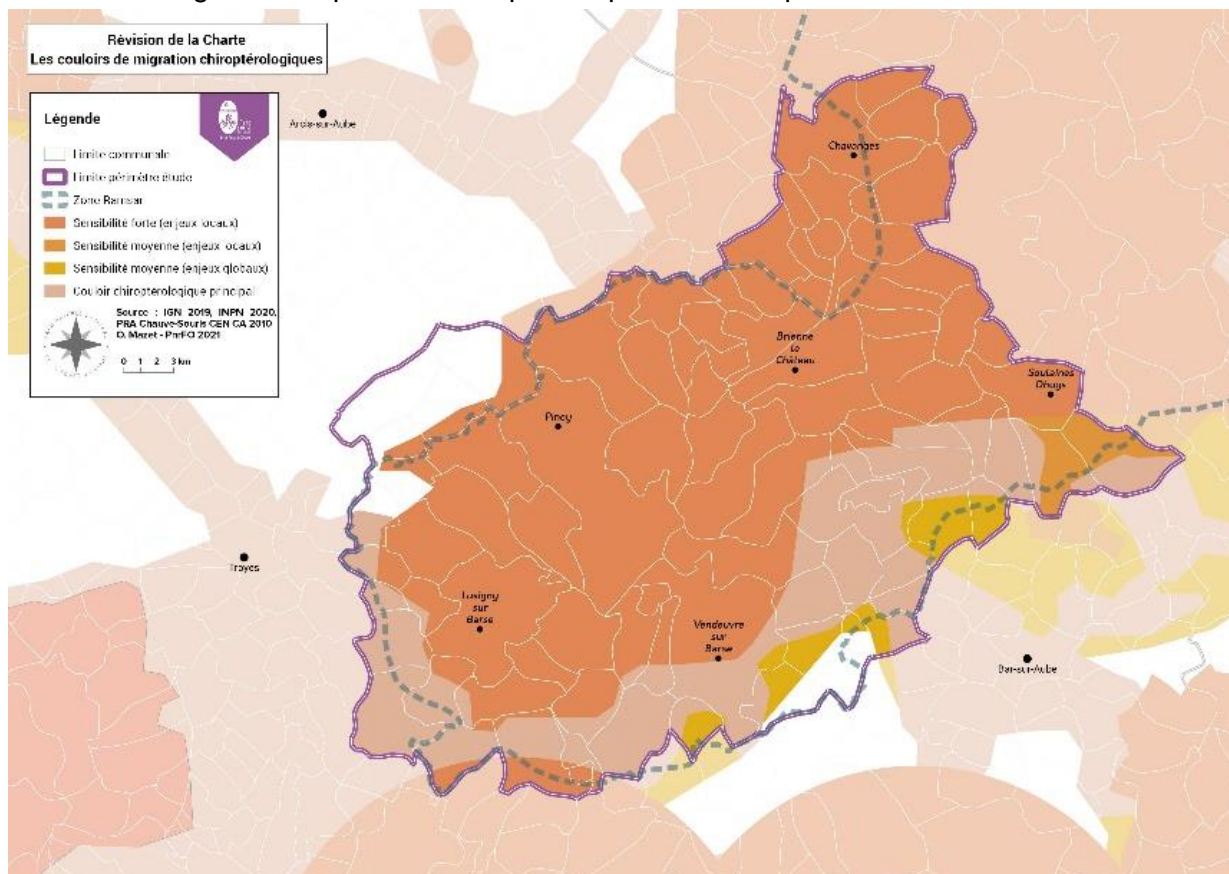 Révision de la Charte
Les couloirs de migration chiroptérologiques
Légende
Limite communale
Limite périmètre étude
Zone Ramsar
Sensibilité forte (enjeux locaux)
Sensibilité moyenne (enjeux locaux)
Sensibilité moyenne (enjeux globaux)
Couloir chiroptérologique principal
Source : IGN 2019, INPN 2020,
PRA Chauve-Souris CEN CA 2010
O. Mazet - PnrFO 2021
0 1 2 3 km
Arcis-sur-Aube
Chavanges
Brienne
le
Château
Soulaines
Dhuys
Piney
Troyes
Lusigny
sur
Barse
Vendeuvre
sur
Barse
Bar-sur-Aube